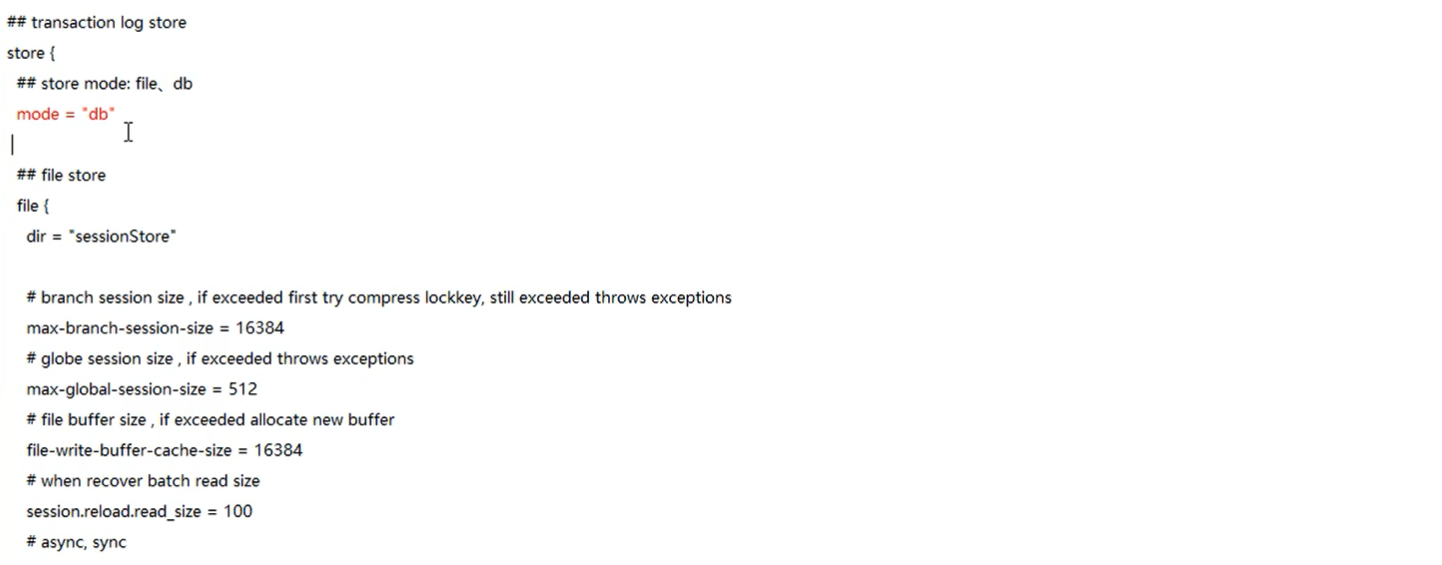 ## transaction log store
store {
## store mode: file、db
mode = "db"
## file store
file {
dir = "sessionStore"
# branch session size , if exceeded first try compress lockkey, still exceeded throws exceptions
max-branch-session-size = 16384
# globe session size , if exceeded throws exceptions
max-global-session-size = 512
# file buffer size , if exceeded allocate new buffer
file-write-buffer-cache-size = 16384
# when recover batch read size
session.reload.read_size = 100
# async, sync